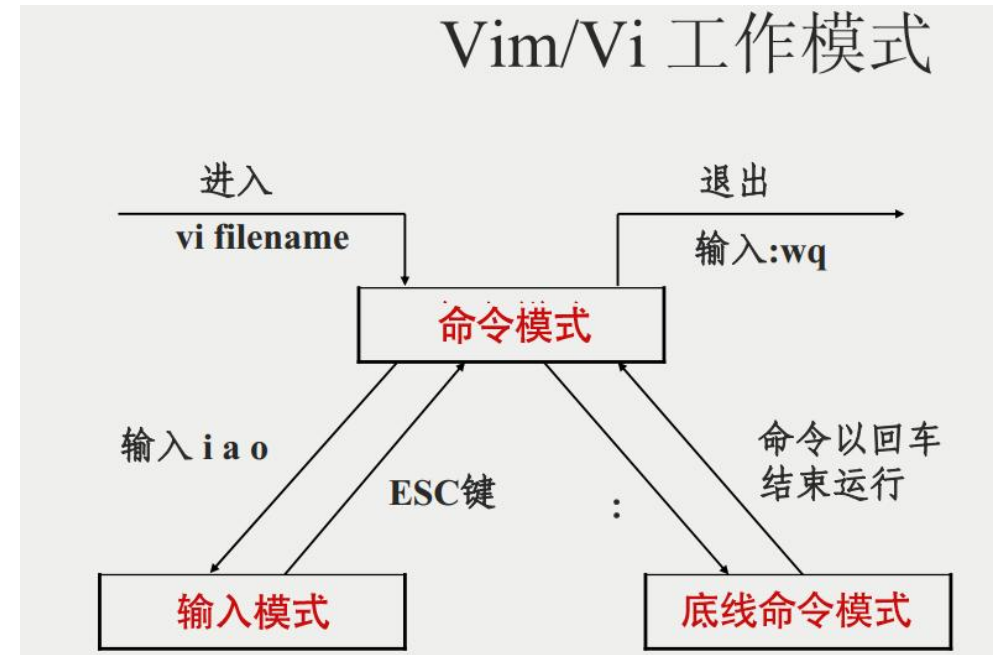 Vim/Vi 工作模式
进入
vi filename
退出
输入:wq
命令模式
输入 i a o
ESC键
:
命令以回车
结束运行
输入模式
底线命令模式